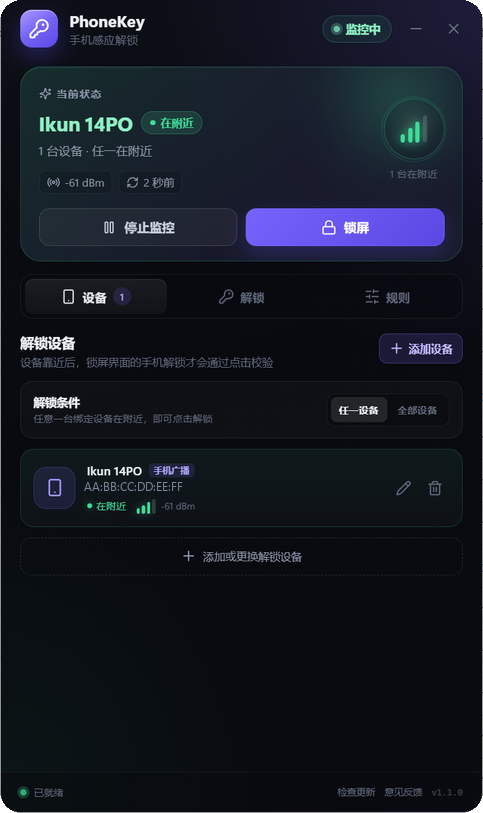 PhoneKey
手机感应解锁
监控中
当前状态
Ikun 14PO 在附近
1 台设备 · 任一在附近
-61 dBm 2 秒前
1 台在附近
停止监控 锁屏
设备 1 解锁 规则
解锁设备
设备靠近后，锁屏界面的手机解锁才会通过点击校验
添加设备
解锁条件
任意一台绑定设备在附近，即可点击解锁
任一设备 全部设备
Ikun 14PO 手机广播
AA:BB:CC:DD:EE:FF
在附近 -61 dBm
添加或更换解锁设备
已就绪 检查更新 意见反馈 v1.1.0